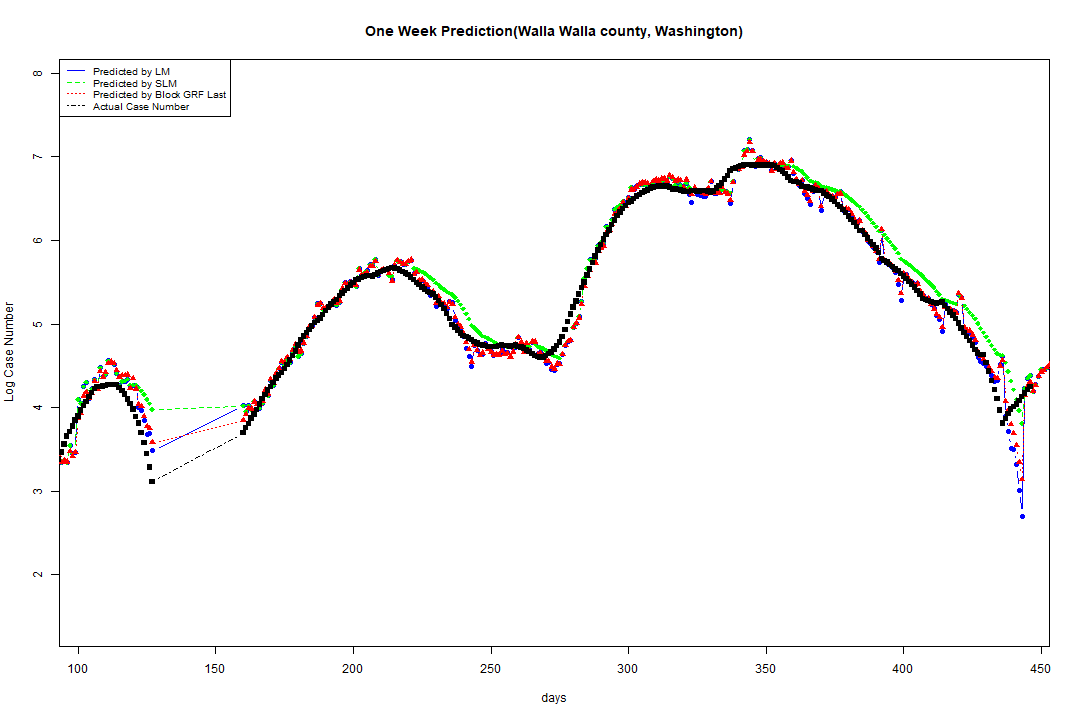 One Week Prediction(Walla Walla county, Washington)
Predicted by LM
Predicted by SLM
Predicted by Block GRF Last
Actual Case Number
Log Case Number
8
7
6
5
4
3
2
100 150 200 250 300 350 400 450
days